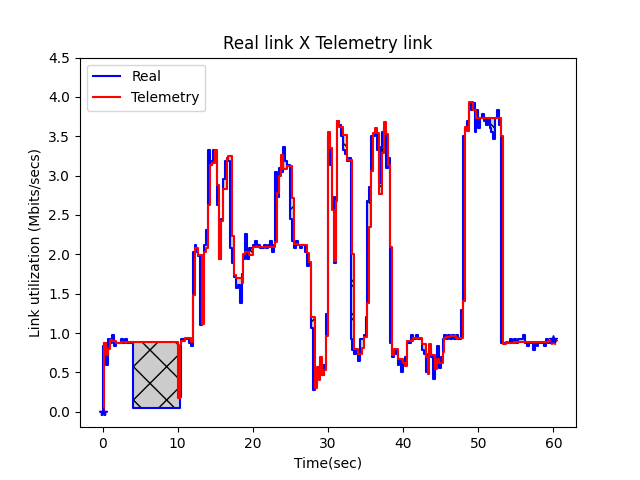 Real link X Telemetry link
Real
Telemetry
Link utilization (Mbits/secs)
4.5
4.0
3.5
3.0
2.5
2.0
1.5
1.0
0.5
0.0
0 10 20 30 40 50 60
Time(sec)